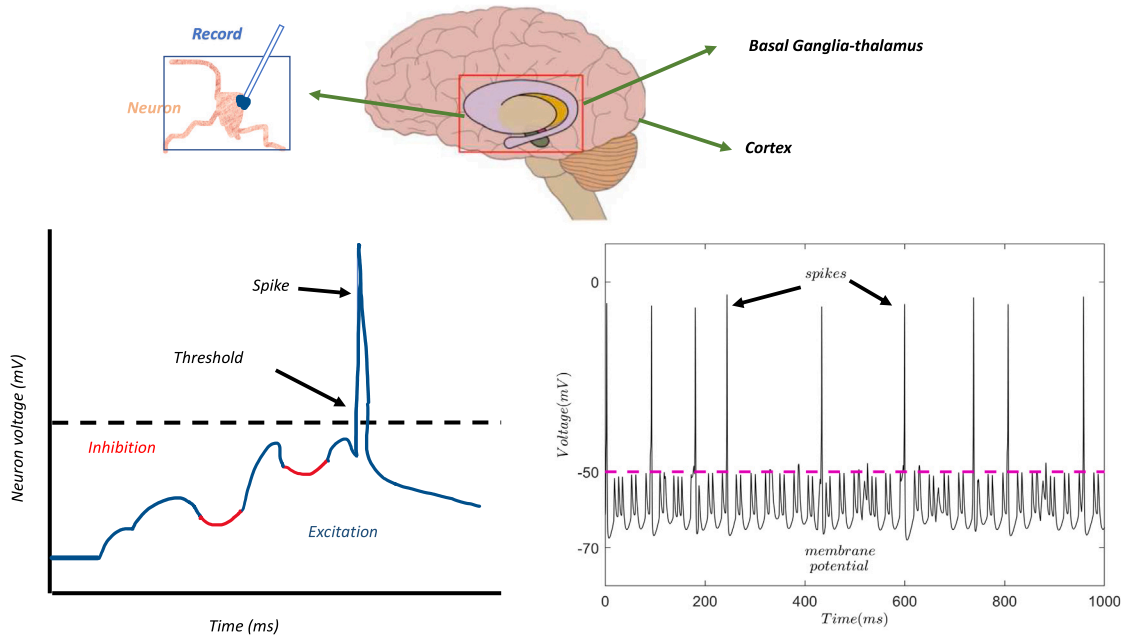 Record
Neuron
Basal Ganglia-thalamus
Cortex
Neuron voltage (mV)
Spike
Threshold
Inhibition
Excitation
Time (ms)
Voltage(mV)
0
-50
-70
spikes
membrane
potential
0 200 400 600 800 1000
Time(ms)